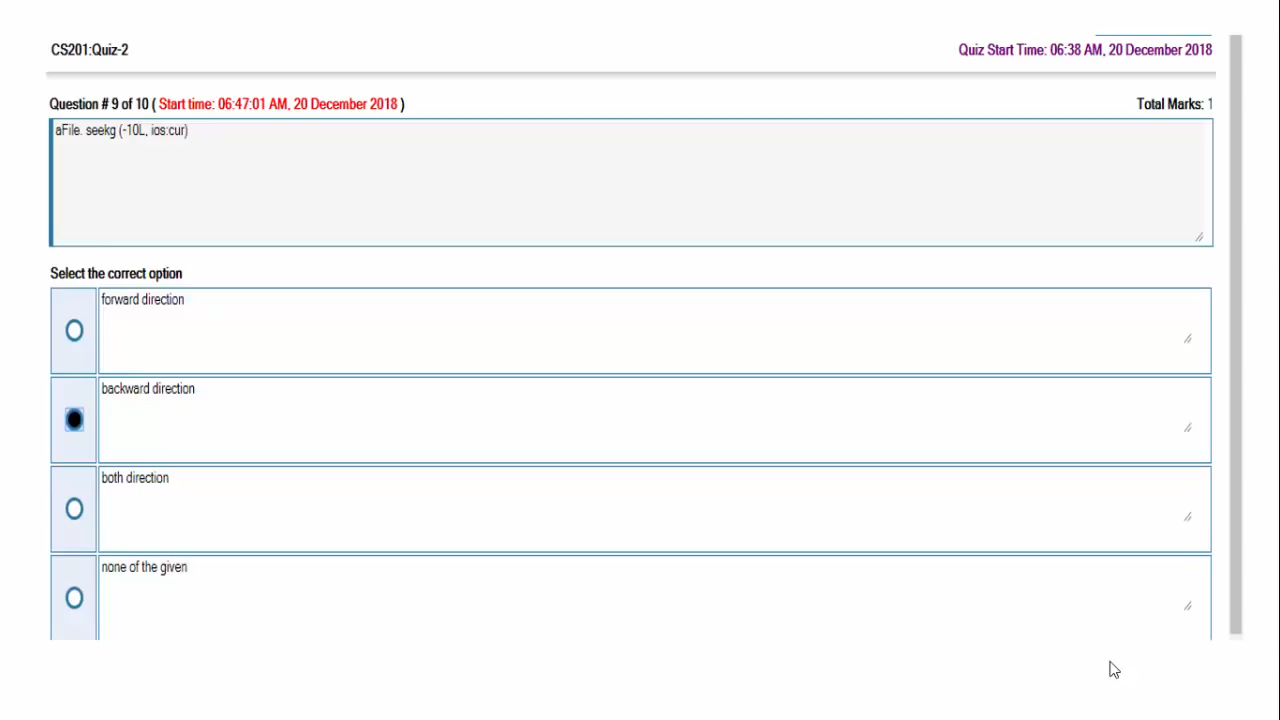 CS201:Quiz-2
Quiz Start Time: 06:38 AM, 20 December 2018
Question # 9 of 10 ( Start time: 06:47:01 AM, 20 December 2018 )
Total Marks: 1
aFile. seekg (-10L, ios:cur)
Select the correct option
forward direction
backward direction
both direction
none of the given